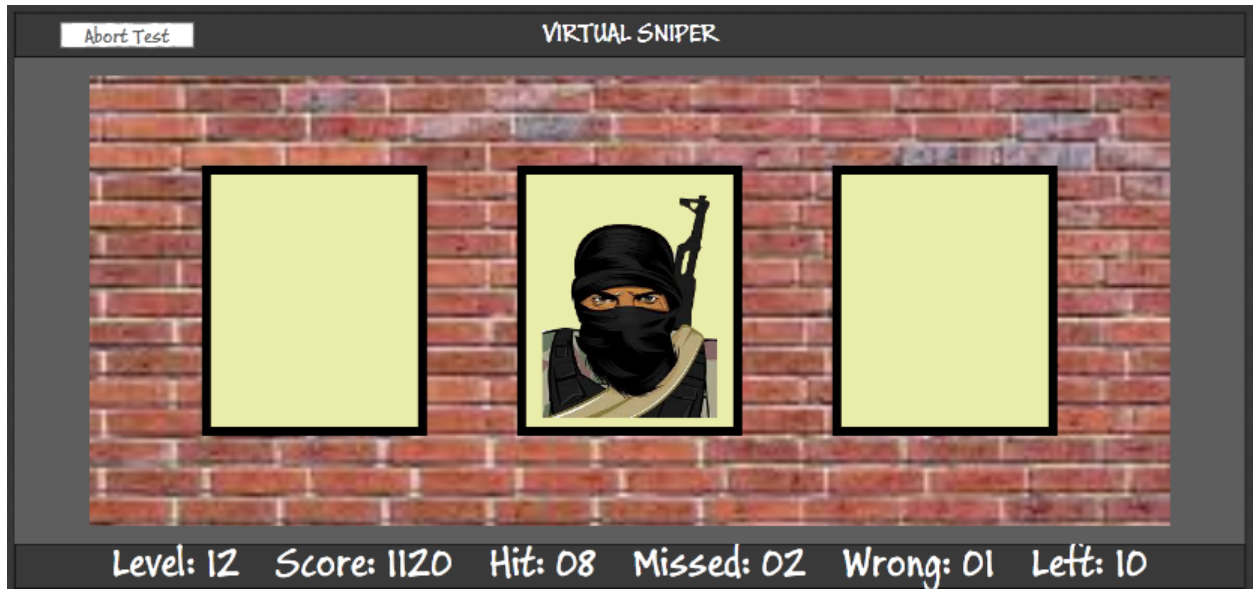 Abort Test
VIRTUAL SNIPER
Level: 12 Score: 1120 Hit: 08 Missed: 02 Wrong: 01 Left: 10